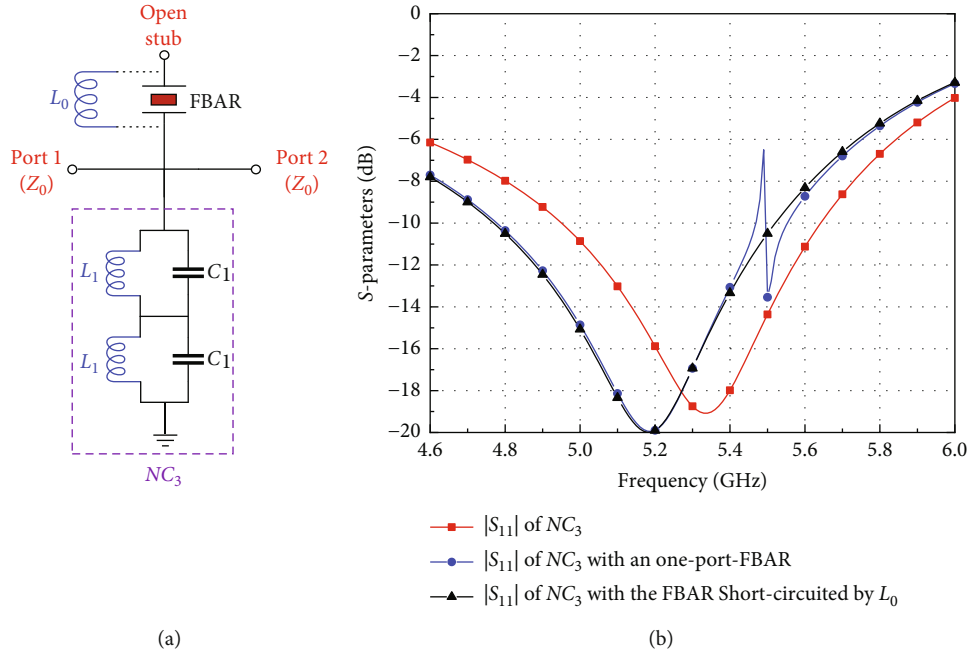 Open
stub
L₀
FBAR
Port 1
(Z₀)
Port 2
(Z₀)
L₁
C1
L₁
C1
NC₃
(a)
S-parameters (dB)
0
−2
−4
−6
−8
−10
−12
−14
−16
−18
−20
4.6 4.8 5.0 5.2 5.4 5.6 5.8 6.0
Frequency (GHz)
|S₁₁| of NC₃
|S₁₁| of NC₃ with an one-port-FBAR
|S₁₁| of NC₃ with the FBAR Short-circuited by L₀
(b)